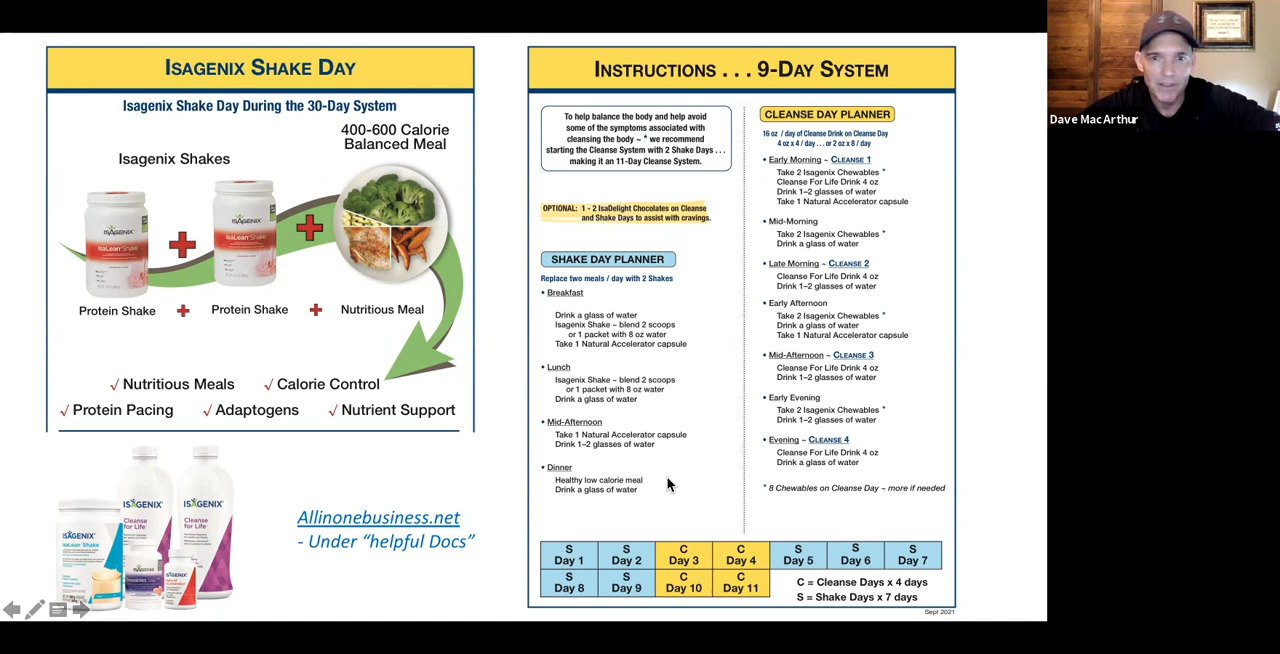 ISAGENIX SHAKE DAY
Isagenix Shake Day During the 30-Day System
400-600 Calorie
Balanced Meal
Isagenix Shakes
ISAGENIX
IsaLean Shake
ISAGENIX
IsaLean Shake
Protein Shake + Protein Shake + Nutritious Meal
√ Nutritious Meals √ Calorie Control
√ Protein Pacing √ Adaptogens √ Nutrient Support
ISAGENIX
Cleanse
for Life
ISAGENIX
Cleanse
for Life
ISAGENIX
IsaLean Shake
Allinonebusiness.net
- Under “helpful Docs”
INSTRUCTIONS . . . 9-DAY SYSTEM
To help balance the body and help avoid
some of the symptoms associated with
cleansing the body ~ * we recommend
starting the Cleanse System with 2 Shake Days . . .
making it an 11-Day Cleanse System.
OPTIONAL: 1 - 2 IsaDelight Chocolates on Cleanse
and Shake Days to assist with cravings.
SHAKE DAY PLANNER
Replace two meals / day with 2 Shakes
• Breakfast
Drink a glass of water
Isagenix Shake ~ blend 2 scoops
or 1 packet with 8 oz water
Take 1 Natural Accelerator capsule
• Lunch
Isagenix Shake ~ blend 2 scoops
or 1 packet with 8 oz water
Drink a glass of water
• Mid-Afternoon
Take 1 Natural Accelerator capsule
Drink 1–2 glasses of water
• Dinner
Healthy low calorie meal
Drink a glass of water
CLEANSE DAY PLANNER
16 oz / day of Cleanse Drink on Cleanse Day
4 oz x 4 / day . . . or 2 oz x 8 / day
• Early Morning ~ CLEANSE 1
Take 2 Isagenix Chewables *
Cleanse For Life Drink 4 oz
Drink 1–2 glasses of water
Take 1 Natural Accelerator capsule
• Mid-Morning
Take 2 Isagenix Chewables *
Drink a glass of water
• Late Morning ~ CLEANSE 2
Cleanse For Life Drink 4 oz
Drink 1–2 glasses of water
• Early Afternoon
Take 2 Isagenix Chewables *
Drink a glass of water
Take 1 Natural Accelerator capsule
• Mid-Afternoon ~ CLEANSE 3
Cleanse For Life Drink 4 oz
Drink 1–2 glasses of water
• Early Evening
Take 2 Isagenix Chewables *
Drink 1–2 glasses of water
• Evening ~ CLEANSE 4
Cleanse For Life Drink 4 oz
Drink a glass of water
* 8 Chewables on Cleanse Day ~ more if needed
S S C C S S S
Day 1 Day 2 Day 3 Day 4 Day 5 Day 6 Day 7
S S C C
Day 8 Day 9 Day 10 Day 11
C = Cleanse Days x 4 days
S = Shake Days x 7 days
Sept 2021
Dave MacArthur